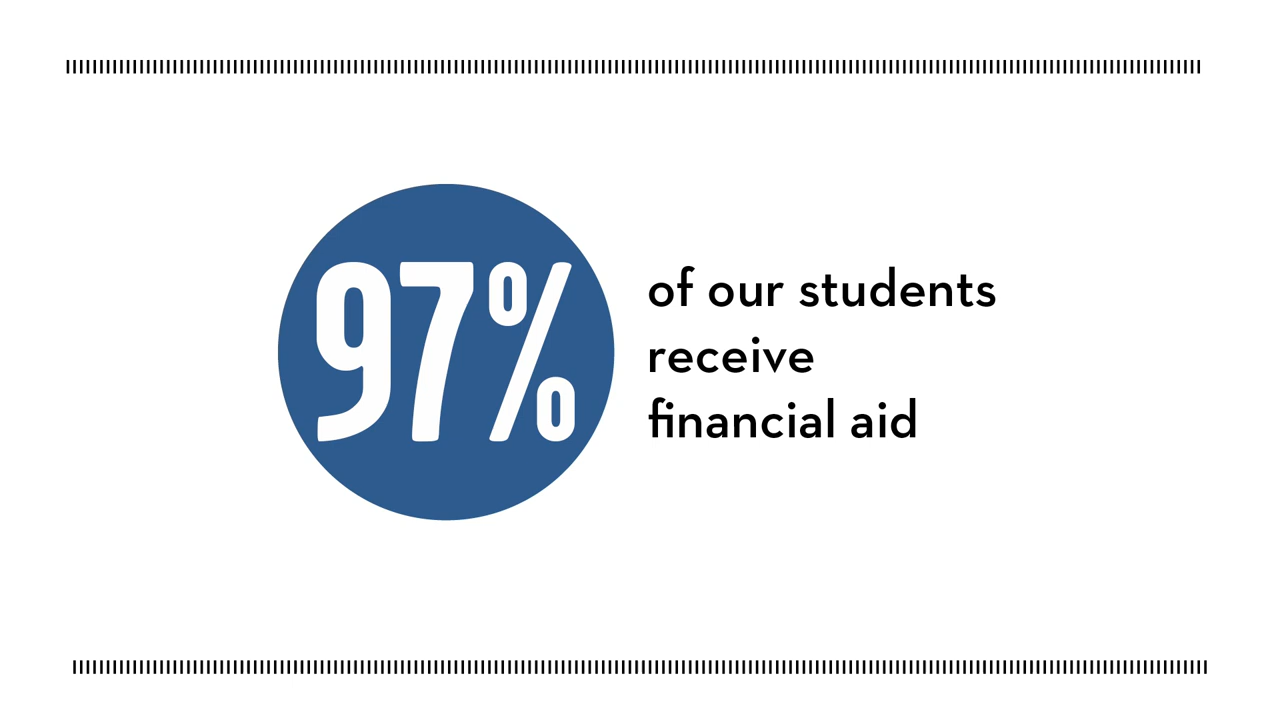 97%
of our students
receive
financial aid